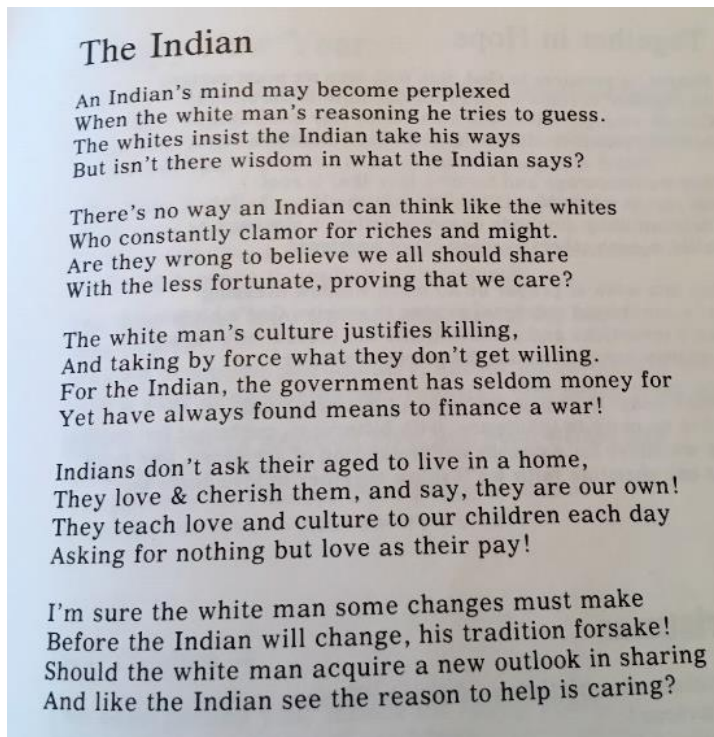 The Indian
An Indian's mind may become perplexed
When the white man's reasoning he tries to guess.
The whites insist the Indian take his ways
But isn't there wisdom in what the Indian says?
There's no way an Indian can think like the whites
Who constantly clamor for riches and might.
Are they wrong to believe we all should share
With the less fortunate, proving that we care?
The white man's culture justifies killing,
And taking by force what they don't get willing.
For the Indian, the government has seldom money for
Yet have always found means to finance a war!
Indians don't ask their aged to live in a home,
They love & cherish them, and say, they are our own!
They teach love and culture to our children each day
Asking for nothing but love as their pay!
I'm sure the white man some changes must make
Before the Indian will change, his tradition forsake!
Should the white man acquire a new outlook in sharing
And like the Indian see the reason to help is caring?